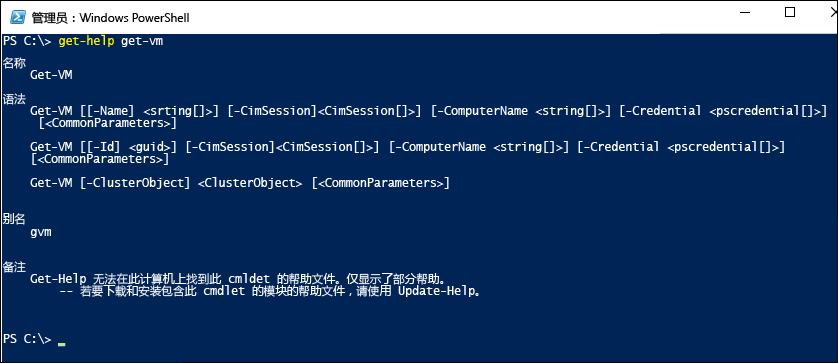 管理员：Windows PowerShell
PS C:\> get-help get-vm
名称
Get-VM
语法
Get-VM [[-Name] <srting[]>] [-CimSession]<CimSession[]>] [-ComputerName <string[]>] [-Credential <pscredential[]>]
[<CommonParameters>]
Get-VM [[-Id] <guid>] [-CimSession]<CimSession[]>] [-ComputerName <string[]>] [-Credential <pscredential[]>]
[<CommonParameters>]
Get-VM [-ClusterObject] <ClusterObject> [<CommonParameters>]
别名
gvm
备注
Get-Help 无法在此计算机上找到此 cmldet 的帮助文件。仅显示了部分帮助。
-- 若要下载和安装包含此 cmdlet 的模块的帮助文件，请使用 Update-Help。
PS C:\> _